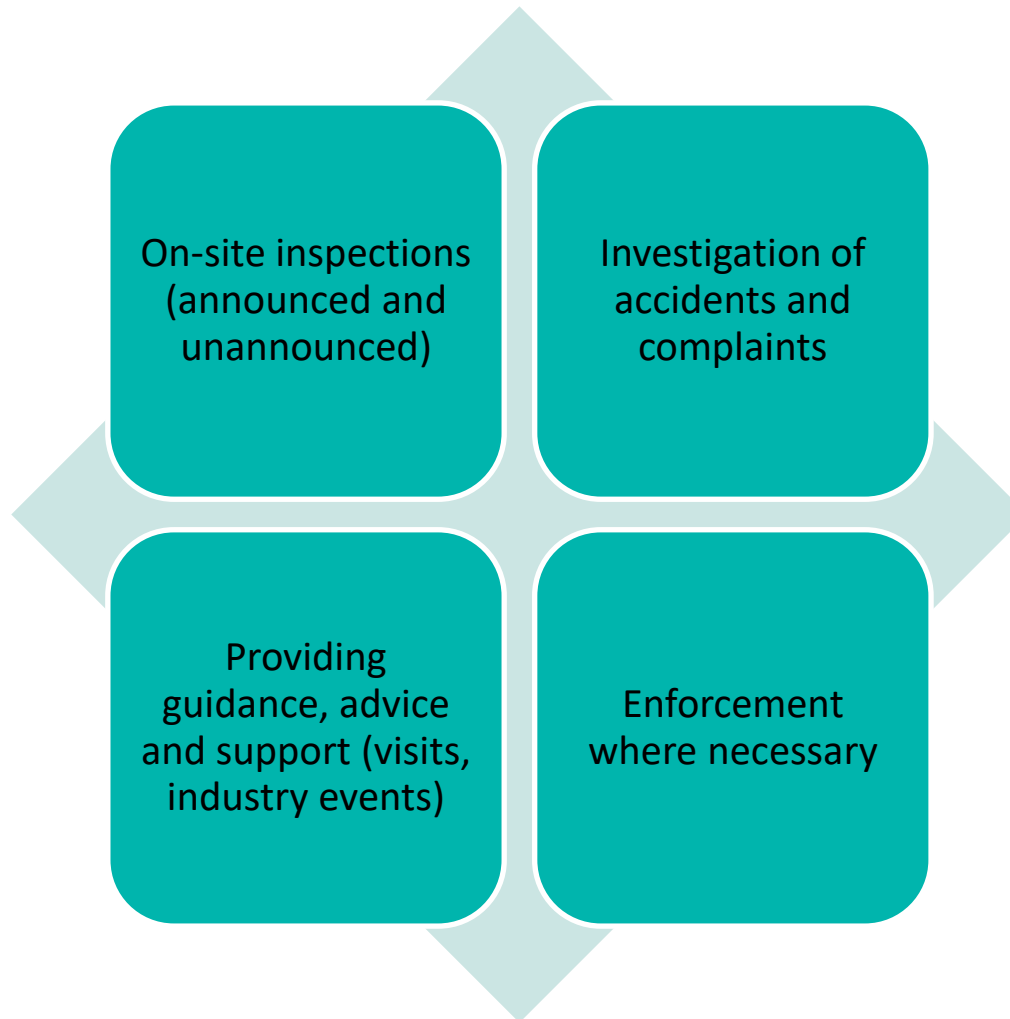 On-site inspections
(announced and
unannounced)
Investigation of
accidents and
complaints
Providing
guidance, advice
and support (visits,
industry events)
Enforcement
where necessary